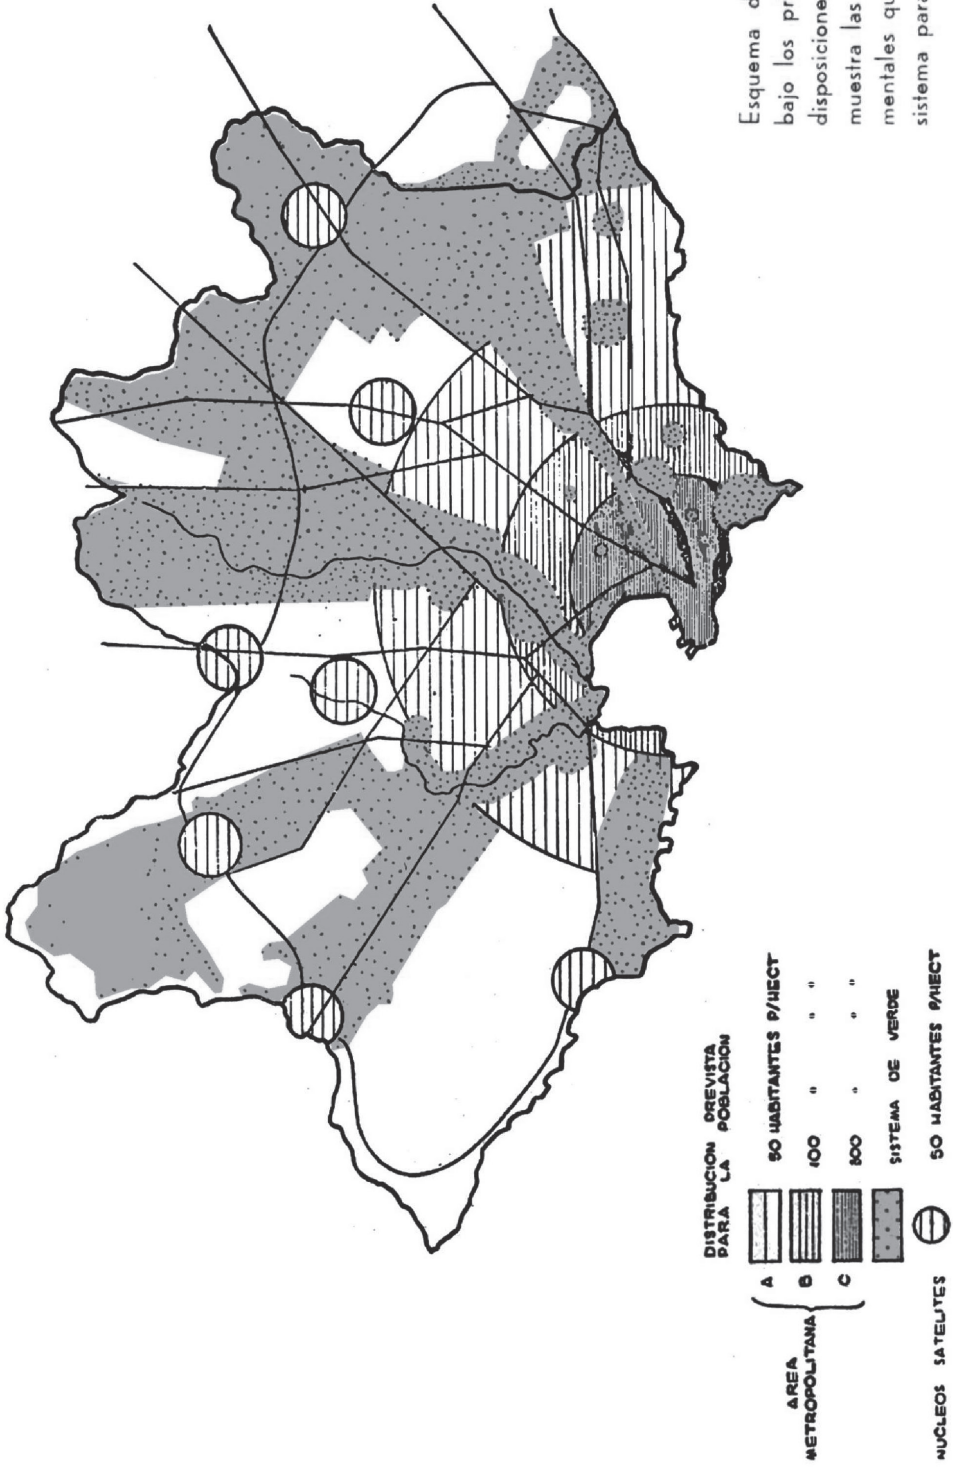 Esquema d
bajo los pr
disposicione
muestra las
mentales qu
sistema para
DISTRIBUCION PREVISTA
PARA LA POBLACION
AREA
METROPOLITANA
A 50 HABITANTES P/HECT
B 100 " " "
C 300 " " "
SISTEMA DE VERDE
NUCLEOS SATELITES 50 HABITANTES P/HECT